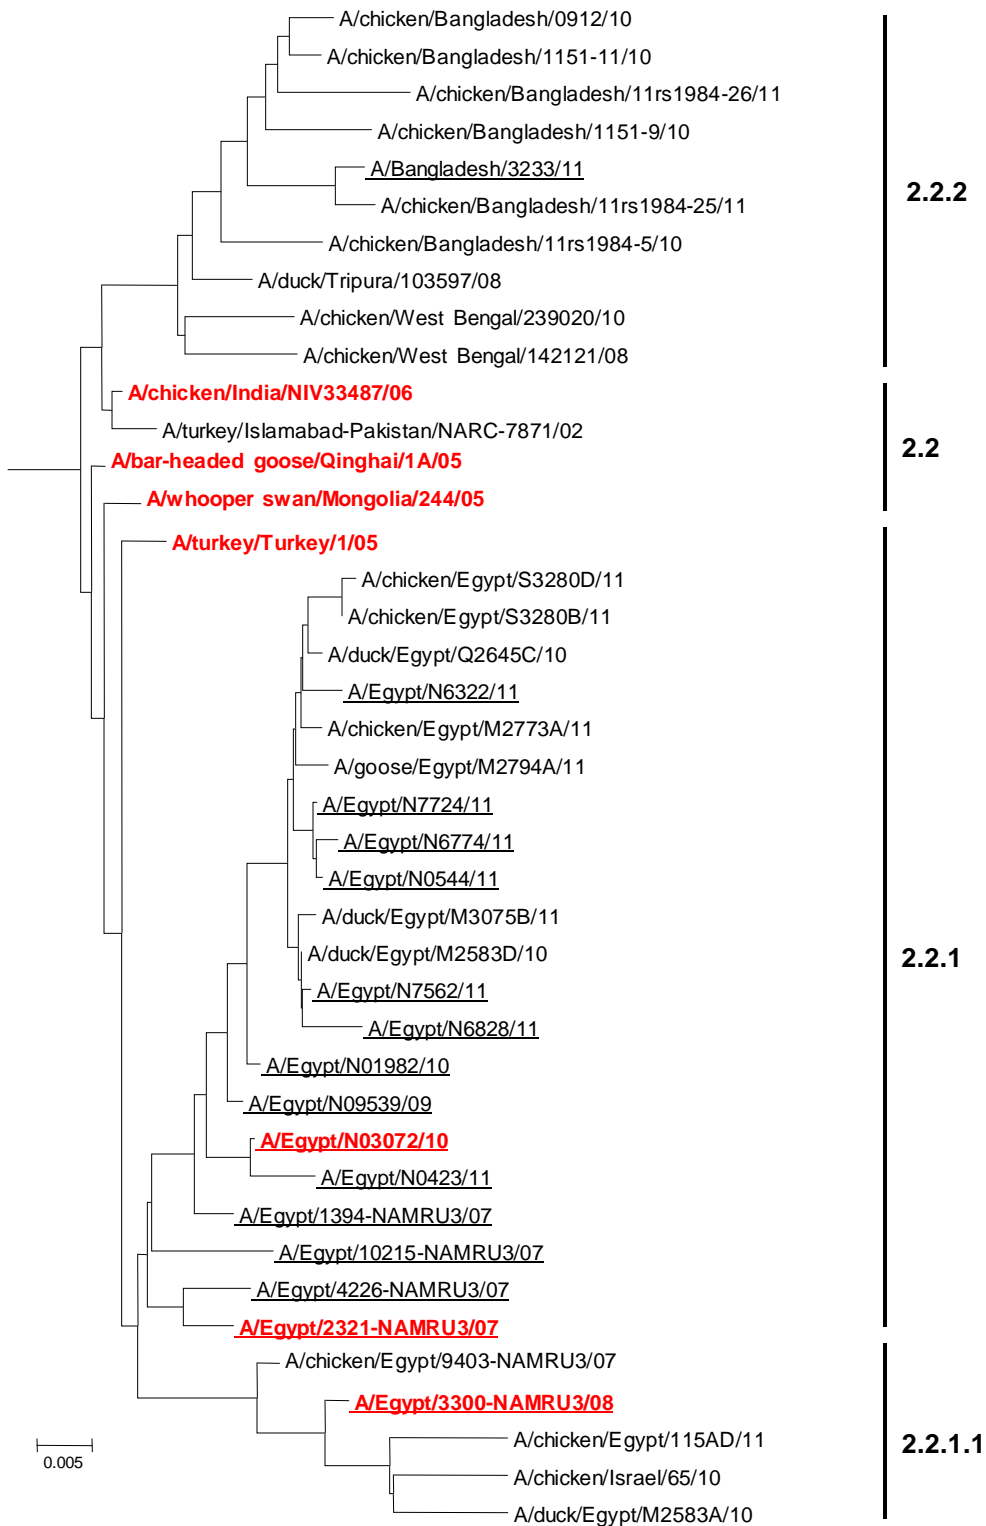 A/chicken/Bangladesh/0912/10
A/chicken/Bangladesh/1151-11/10
A/chicken/Bangladesh/11rs1984-26/11
A/chicken/Bangladesh/1151-9/10
A/Bangladesh/3233/11
A/chicken/Bangladesh/11rs1984-25/11
A/chicken/Bangladesh/11rs1984-5/10
A/duck/Tripura/103597/08
A/chicken/West Bengal/239020/10
A/chicken/West Bengal/142121/08
2.2.2
A/chicken/India/NIV33487/06
A/turkey/Islamabad-Pakistan/NARC-7871/02
A/bar-headed goose/Qinghai/1A/05
A/whooper swan/Mongolia/244/05
2.2
A/turkey/Turkey/1/05
A/chicken/Egypt/S3280D/11
A/chicken/Egypt/S3280B/11
A/duck/Egypt/Q2645C/10
A/Egypt/N6322/11
A/chicken/Egypt/M2773A/11
A/goose/Egypt/M2794A/11
A/Egypt/N7724/11
A/Egypt/N6774/11
A/Egypt/N0544/11
A/duck/Egypt/M3075B/11
A/duck/Egypt/M2583D/10
A/Egypt/N7562/11
A/Egypt/N6828/11
A/Egypt/N01982/10
A/Egypt/N09539/09
A/Egypt/N03072/10
A/Egypt/N0423/11
A/Egypt/1394-NAMRU3/07
A/Egypt/10215-NAMRU3/07
A/Egypt/4226-NAMRU3/07
A/Egypt/2321-NAMRU3/07
2.2.1
A/chicken/Egypt/9403-NAMRU3/07
A/Egypt/3300-NAMRU3/08
A/chicken/Egypt/115AD/11
A/chicken/Israel/65/10
A/duck/Egypt/M2583A/10
2.2.1.1
0.005